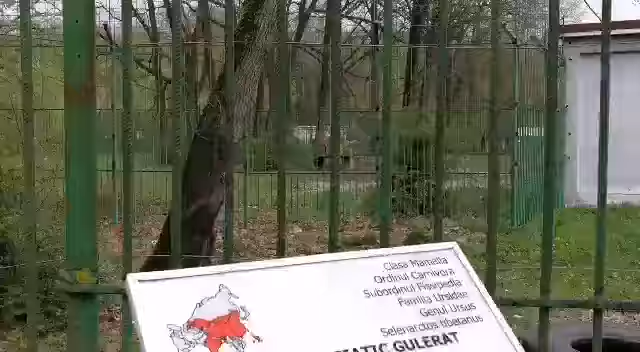 Clasa Mamalia
Ordinul Carnivora
Subordinul Fissipedia
Familia Ursidae
Genul Ursus
Selenarctos tibetanus
GULERAT